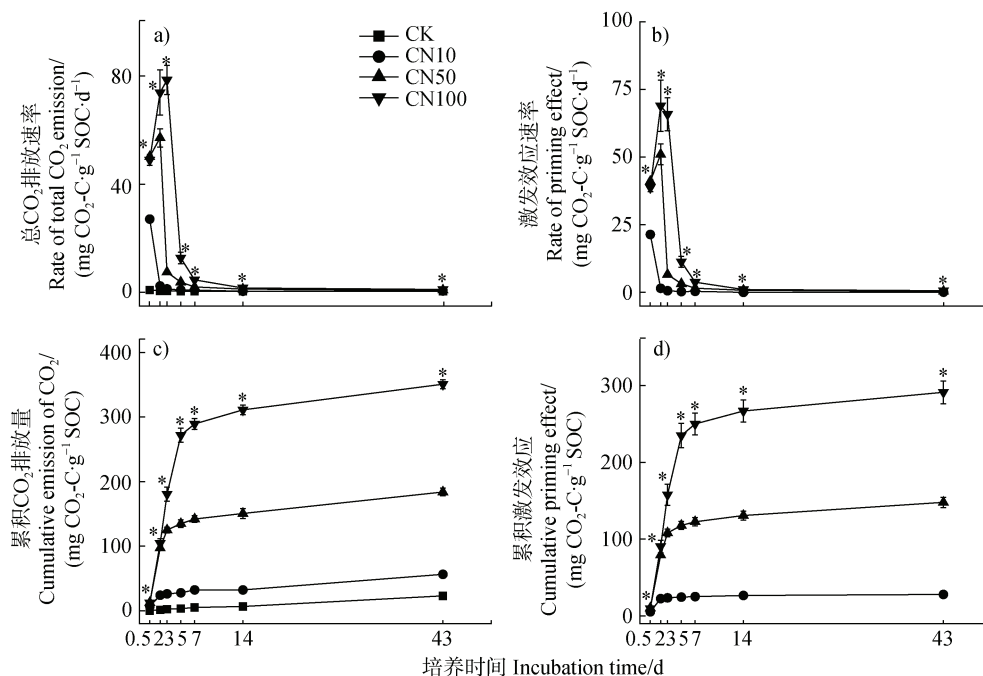 a)
CK
CN10
CN50
CN100
总CO₂排放速率
Rate of total CO₂ emission/
(mg CO₂-C·g⁻¹ SOC·d⁻¹)
80
40
0
* * * * * * *
b)
激发效应速率
Rate of priming effect/
(mg CO₂-C·g⁻¹ SOC·d⁻¹)
100
75
50
25
0
* * * * * * *
c)
累积CO₂排放量
Cumulative emission of CO₂/
(mg CO₂-C·g⁻¹ SOC)
400
300
200
100
0
* * * * * * *
0.5 2 3 5 7 14 43
d)
累积激发效应
Cumulative priming effect/
(mg CO₂-C·g⁻¹ SOC)
300
200
100
0
* * * * * * *
0.5 2 3 5 7 14 43
培养时间 Incubation time/d